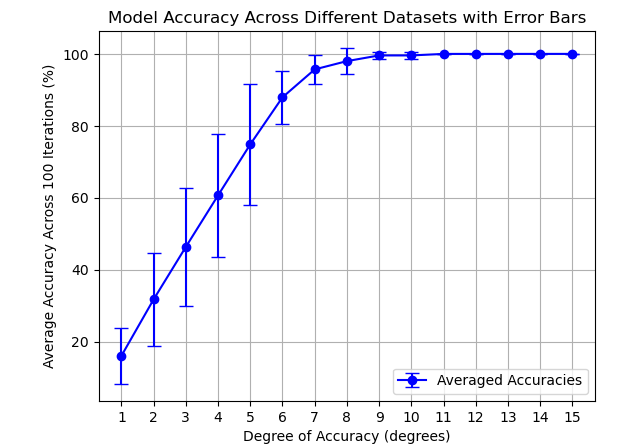 Model Accuracy Across Different Datasets with Error Bars
Average Accuracy Across 100 Iterations (%)
100
80
60
40
20
Averaged Accuracies
1 2 3 4 5 6 7 8 9 10 11 12 13 14 15
Degree of Accuracy (degrees)